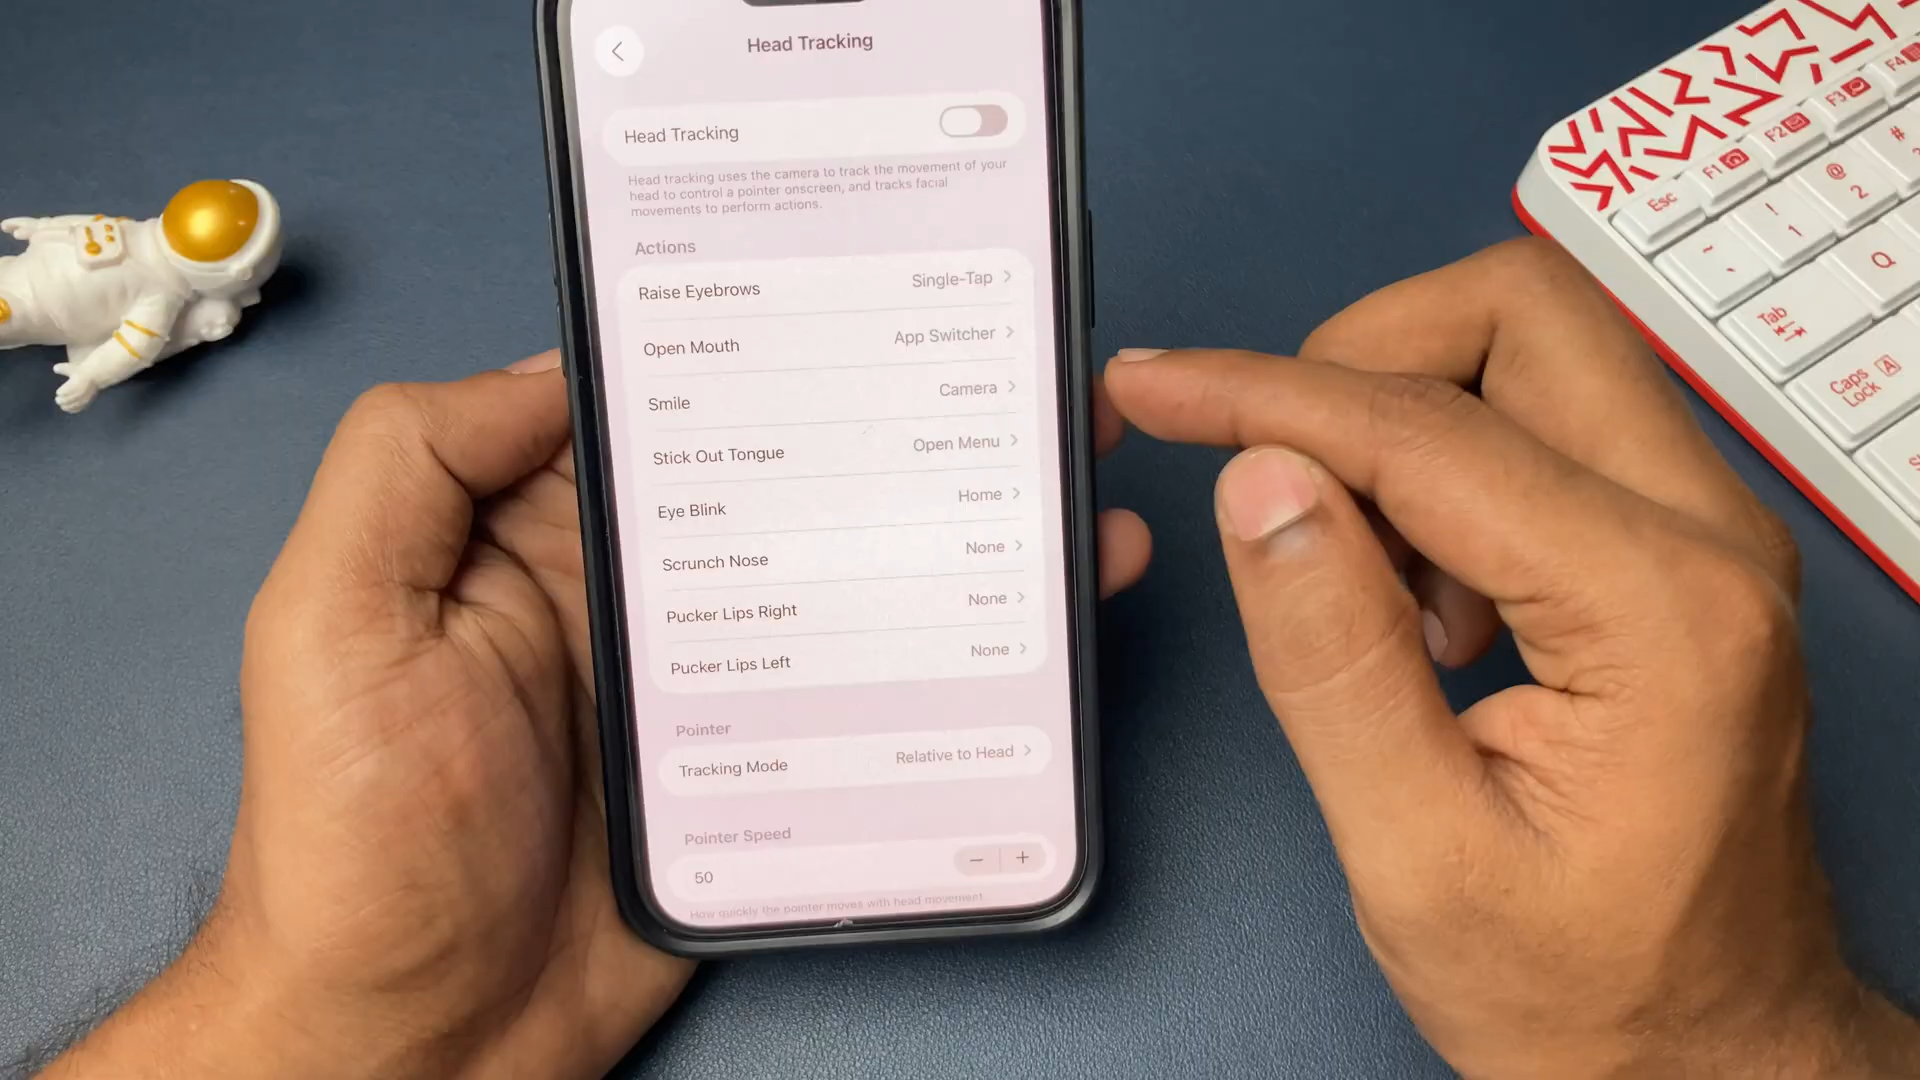 Head Tracking
Head Tracking
Head tracking uses the camera to track the movement of your
head to control a pointer onscreen, and tracks facial
movements to perform actions.
Actions
Raise Eyebrows Single-Tap
Open Mouth App Switcher
Smile Camera
Stick Out Tongue Open Menu
Eye Blink Home
Scrunch Nose None
Pucker Lips Right None
Pucker Lips Left None
Pointer
Tracking Mode Relative to Head
Pointer Speed
50 − +
How quickly the pointer moves with head movement.
Esc F1 F2 F3 F4
~ ` ! 1 @ 2 #
Tab Q
Caps Lock A